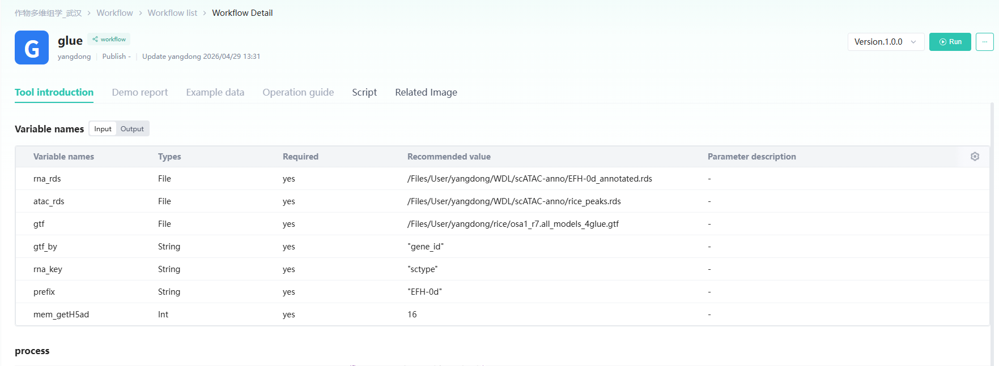 作物多维组学_武汉 > Workflow > Workflow list > Workflow Detail
G
glue workflow
yangdong | Publish - | Update yangdong 2026/04/29 13:31
Version.1.0.0 Run ...
Tool introduction Demo report Example data Operation guide Script Related Image
Variable names Input Output
Variable names Types Required Recommended value Parameter description
rna_rds File yes /Files/User/yangdong/WDL/scATAC-anno/EFH-0d_annotated.rds -
atac_rds File yes /Files/User/yangdong/WDL/scATAC-anno/rice_peaks.rds -
gtf File yes /Files/User/yangdong/rice/osa1_r7.all_models_4glue.gtf -
gtf_by String yes "gene_id" -
rna_key String yes "sctype" -
prefix String yes "EFH-0d" -
mem_getH5ad Int yes 16 -
process